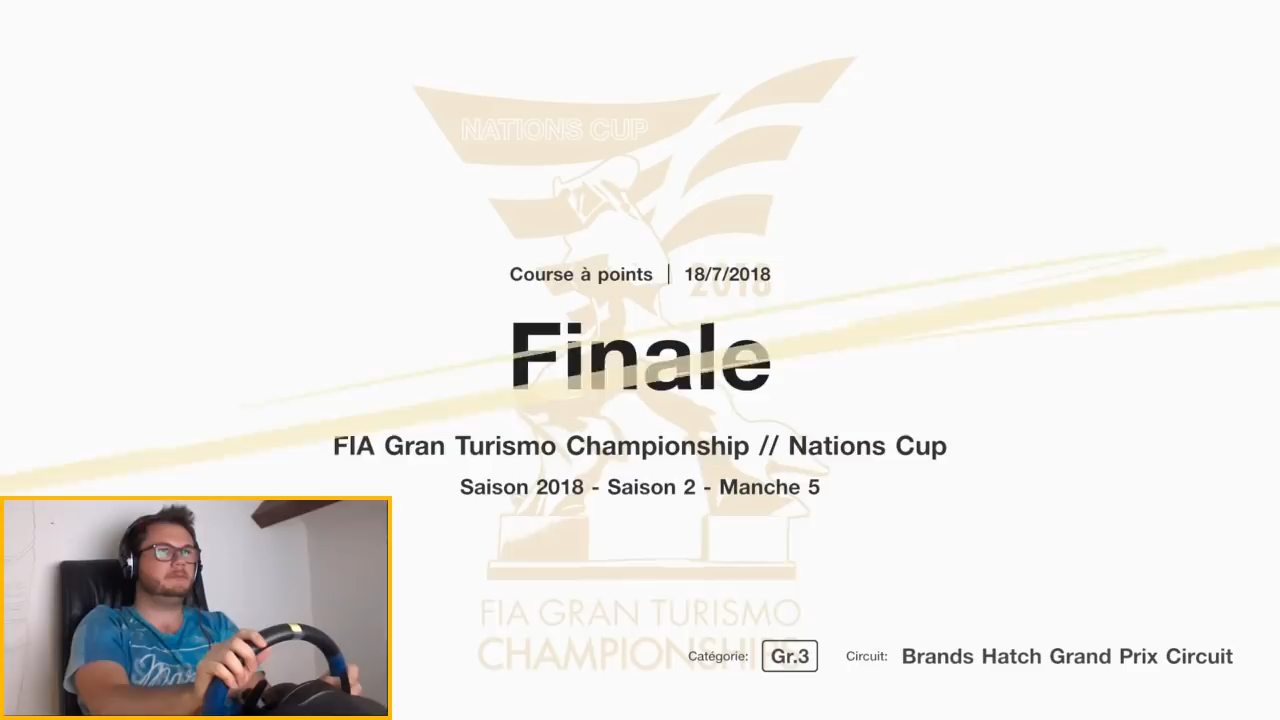 NATIONS CUP
Course à points | 18/7/2018
2018
Finale
FIA Gran Turismo Championship // Nations Cup
Saison 2018 - Saison 2 - Manche 5
FIA GRAN TURISMO
CHAMPIONSHIPS
Catégorie: Gr.3 Circuit: Brands Hatch Grand Prix Circuit